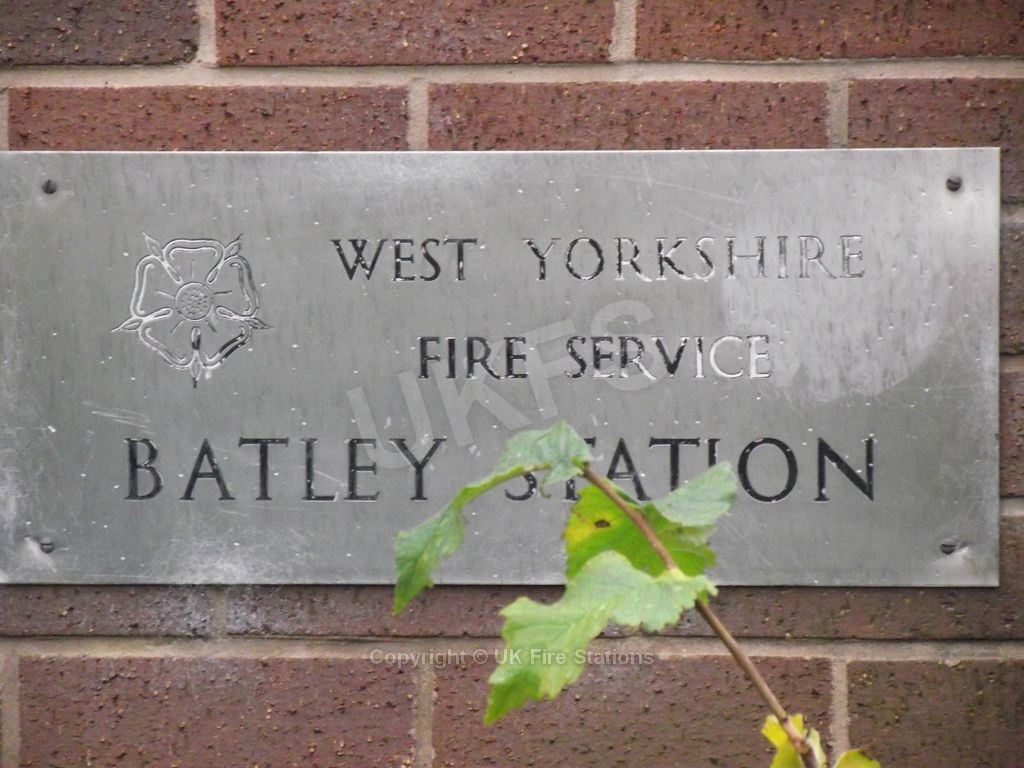 WEST YORKSHIRE
FIRE SERVICE
UKFS
BATLEY STATION
Copyright © UK Fire Stations